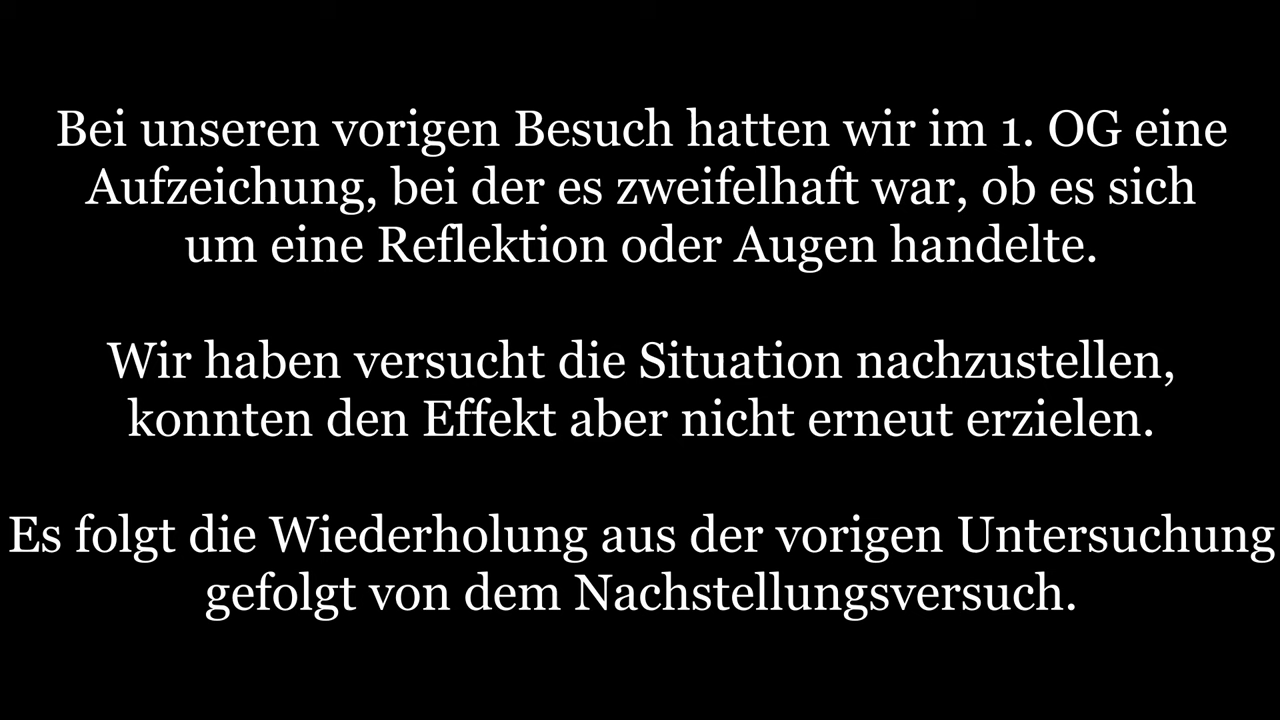 Bei unseren vorigen Besuch hatten wir im 1. OG eine
Aufzeichung, bei der es zweifelhaft war, ob es sich
um eine Reflektion oder Augen handelte.
Wir haben versucht die Situation nachzustellen,
konnten den Effekt aber nicht erneut erzielen.
Es folgt die Wiederholung aus der vorigen Untersuchung
gefolgt von dem Nachstellungsversuch.